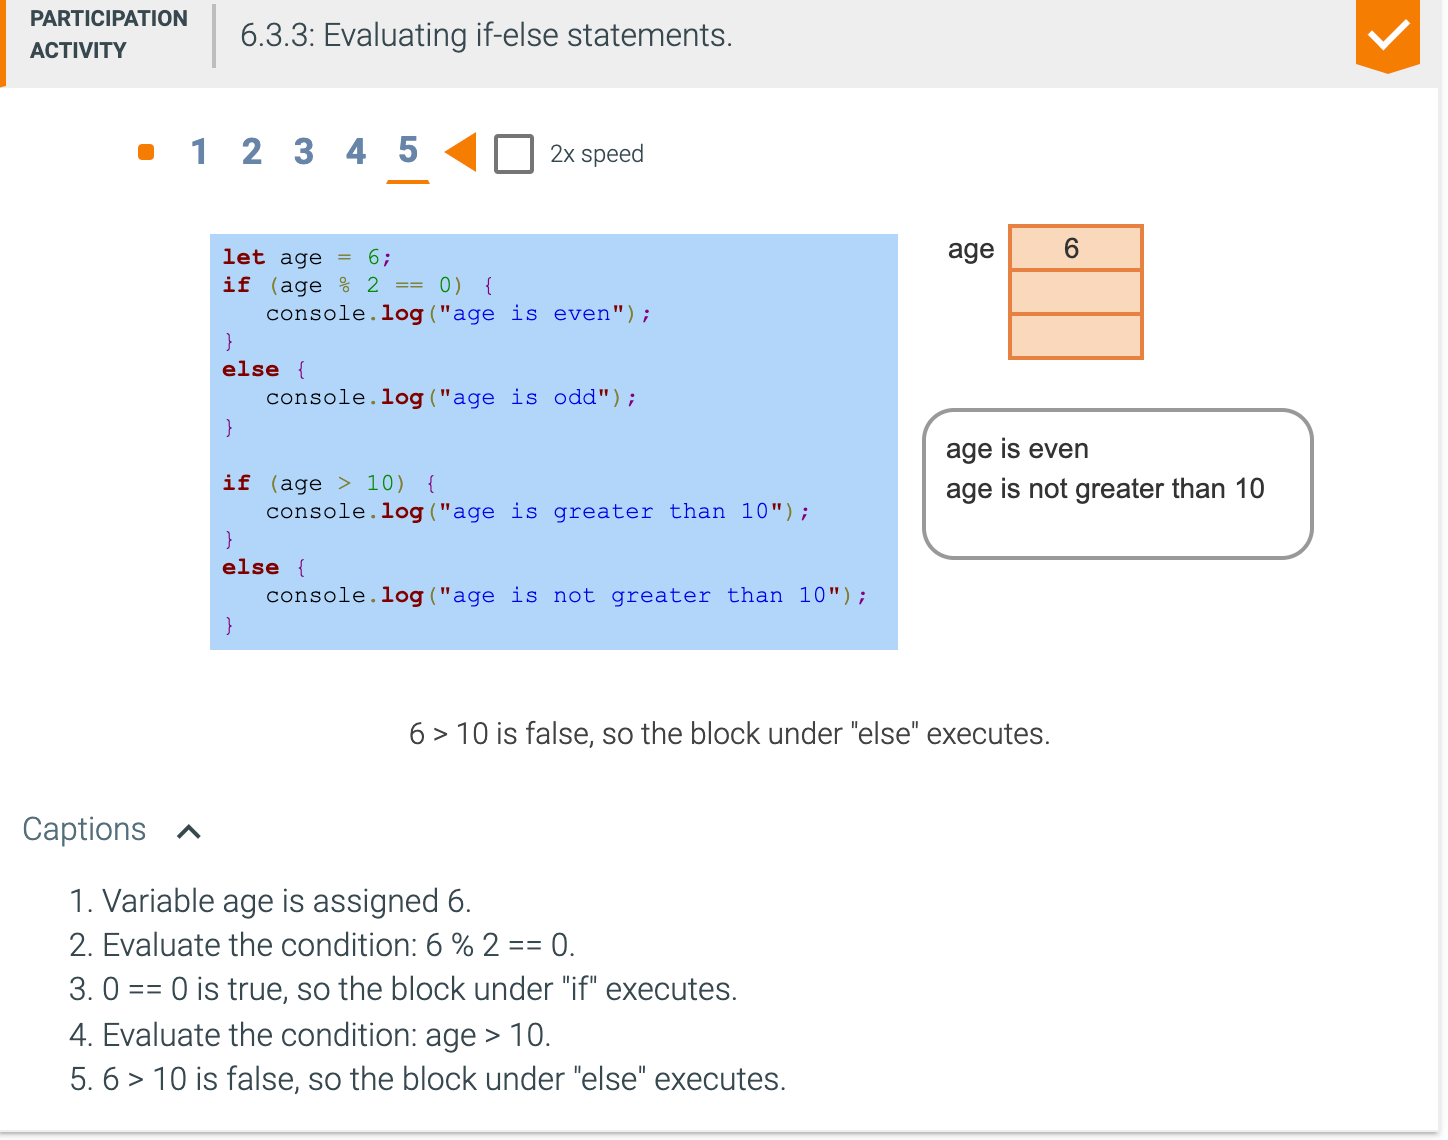 PARTICIPATION
ACTIVITY
6.3.3: Evaluating if-else statements.
1 2 3 4 5 2x speed
let age = 6;
if (age % 2 == 0) {
   console.log("age is even");
}
else {
   console.log("age is odd");
}
if (age > 10) {
   console.log("age is greater than 10");
}
else {
   console.log("age is not greater than 10");
}
age 6
age is even
age is not greater than 10
6 > 10 is false, so the block under "else" executes.
Captions
1. Variable age is assigned 6.
2. Evaluate the condition: 6 % 2 == 0.
3. 0 == 0 is true, so the block under "if" executes.
4. Evaluate the condition: age > 10.
5. 6 > 10 is false, so the block under "else" executes.